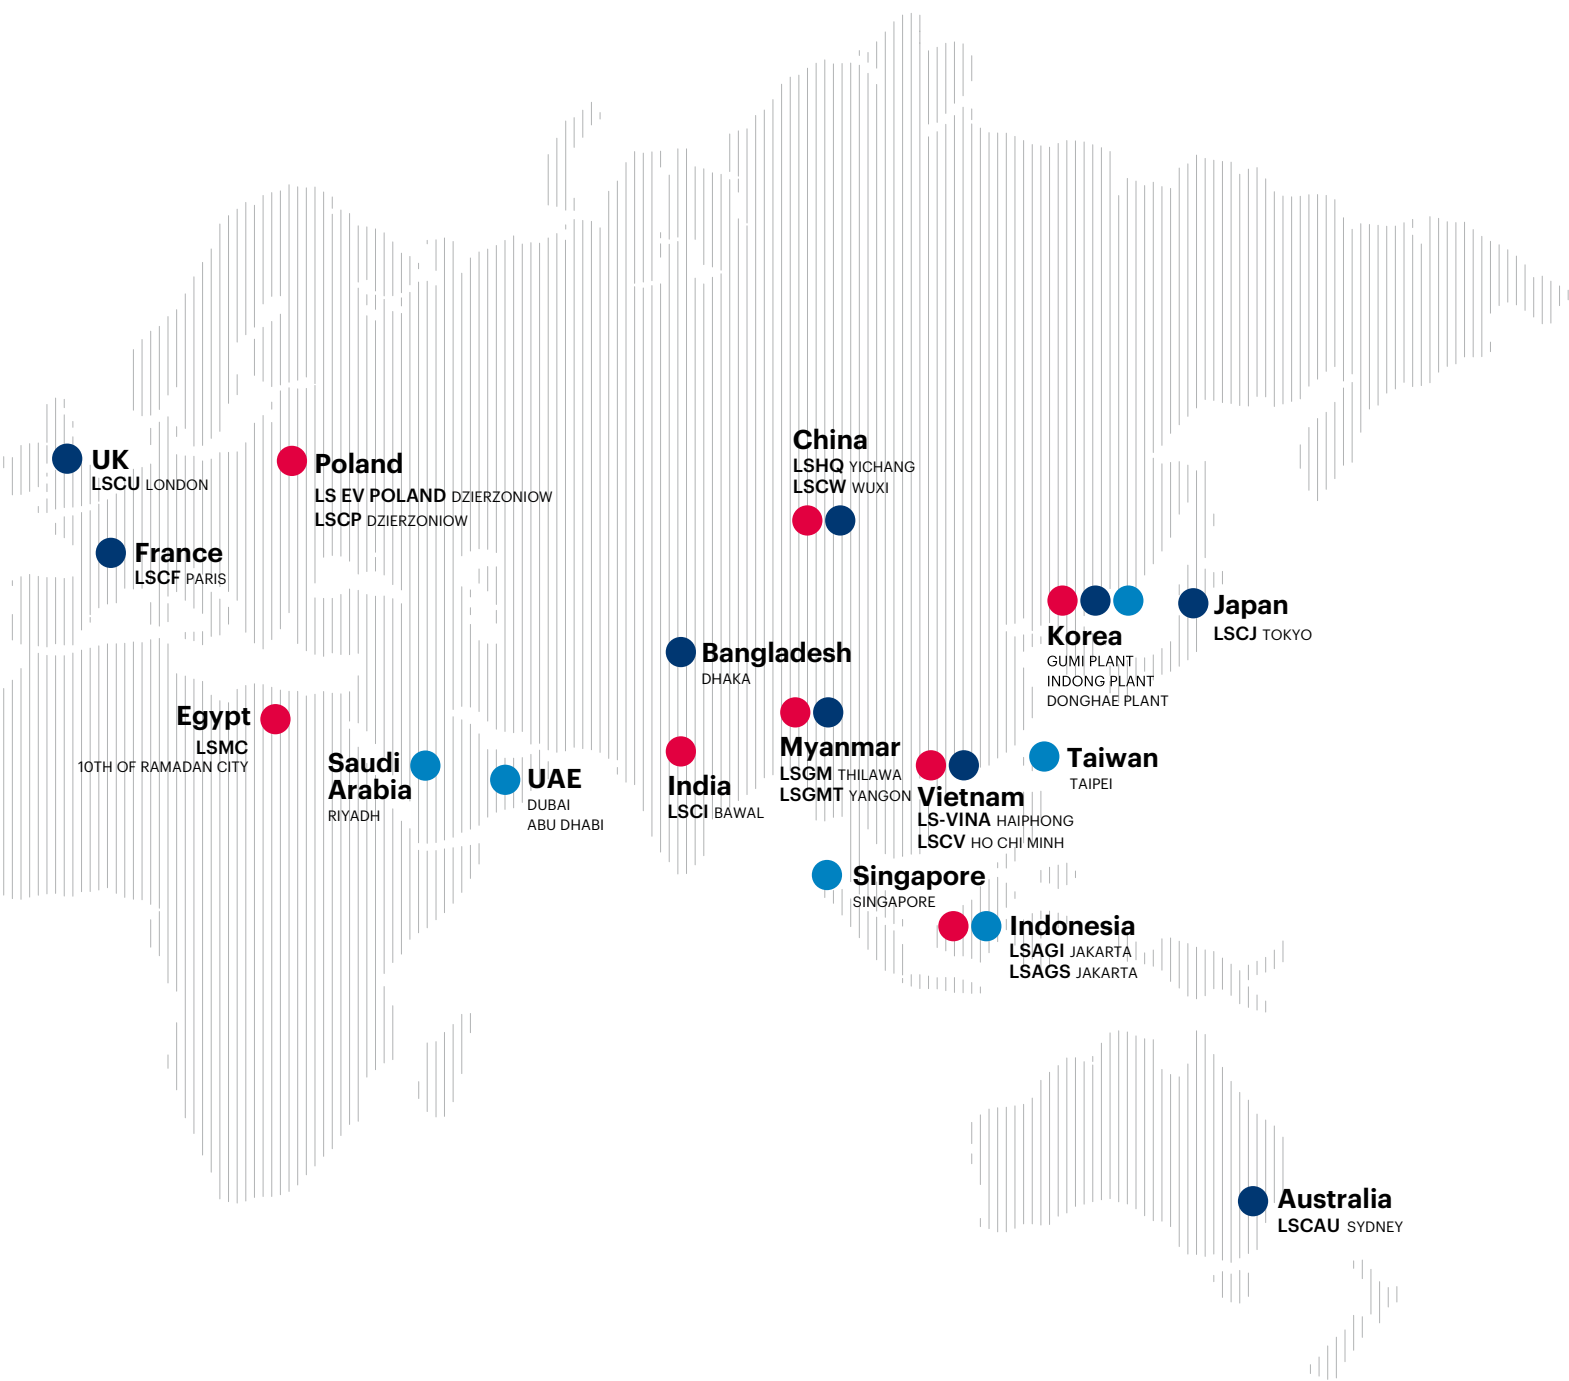 UK
LSCU LONDON
Poland
LS EV POLAND DZIERZONIOW
LSCP DZIERZONIOW
France
LSCF PARIS
China
LSHQ YICHANG
LSCW WUXI
Korea
GUMI PLANT
INDONG PLANT
DONGHAE PLANT
Japan
LSCJ TOKYO
Bangladesh
DHAKA
Egypt
LSMC
10TH OF RAMADAN CITY
Saudi
Arabia
RIYADH
UAE
DUBAI
ABU DHABI
India
LSCI BAWAL
Myanmar
LSGM THILAWA
LSGMT YANGON
Vietnam
LS-VINA HAIPHONG
LSCV HO CHI MINH
Taiwan
TAIPEI
Singapore
SINGAPORE
Indonesia
LSAGI JAKARTA
LSAGS JAKARTA
Australia
LSCAU SYDNEY